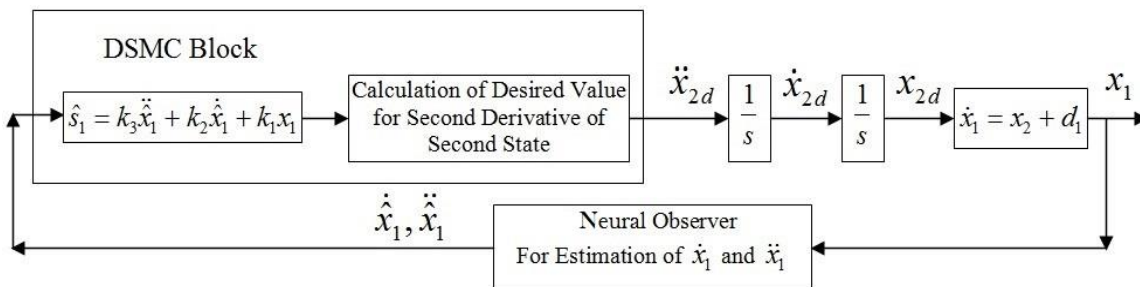 DSMC Block
ŝ₁ = k₃x̂̈₁ + k₂x̂̇₁ + k₁x₁
Calculation of Desired Value
for Second Derivative of
Second State
ẍ₂d
1/s
ẋ₂d
1/s
x₂d
ẋ₁ = x₂ + d₁
x₁
x̂̇₁, x̂̈₁
Neural Observer
For Estimation of ẋ₁ and ẍ₁